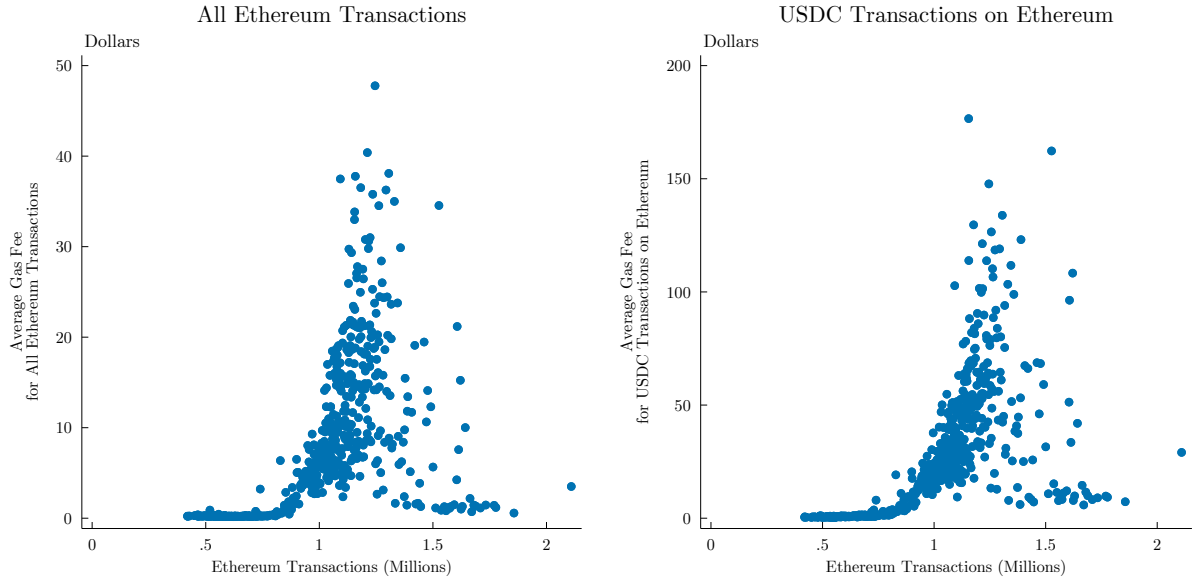 All Ethereum Transactions
Dollars
50
40
30
20
10
0
Average Gas Fee
for All Ethereum Transactions
0 .5 1 1.5 2
Ethereum Transactions (Millions)
USDC Transactions on Ethereum
Dollars
200
150
100
50
0
Average Gas Fee
for USDC Transactions on Ethereum
0 .5 1 1.5 2
Ethereum Transactions (Millions)